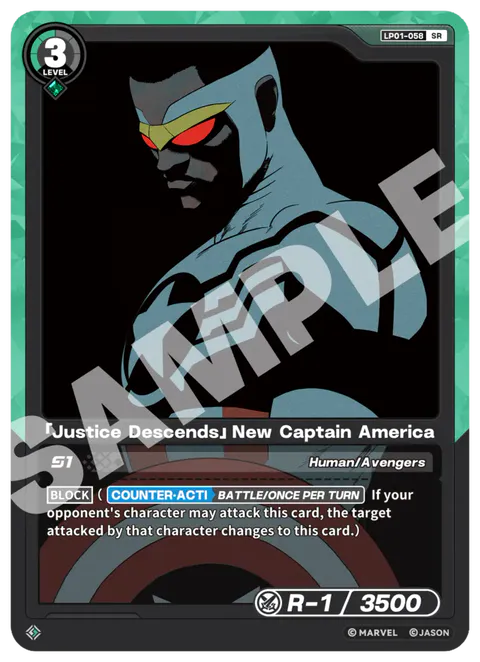 3
LEVEL
LP01-058 SR
SAMPLE
「Justice Descends」 New Captain America
S1
Human/Avengers
BLOCK ( COUNTER·ACTI BATTLE/ONCE PER TURN If your
opponent's character may attack this card, the target
attacked by that character changes to this card.)
R-1 / 3500
©MARVEL ©JASON